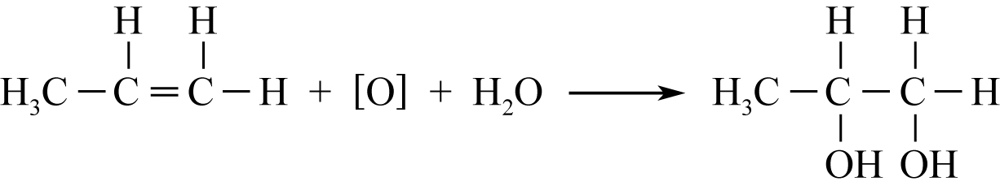 H H H H
H₃C – C = C – H + [O] + H₂O ⟶ H₃C – C – C – H
OH OH